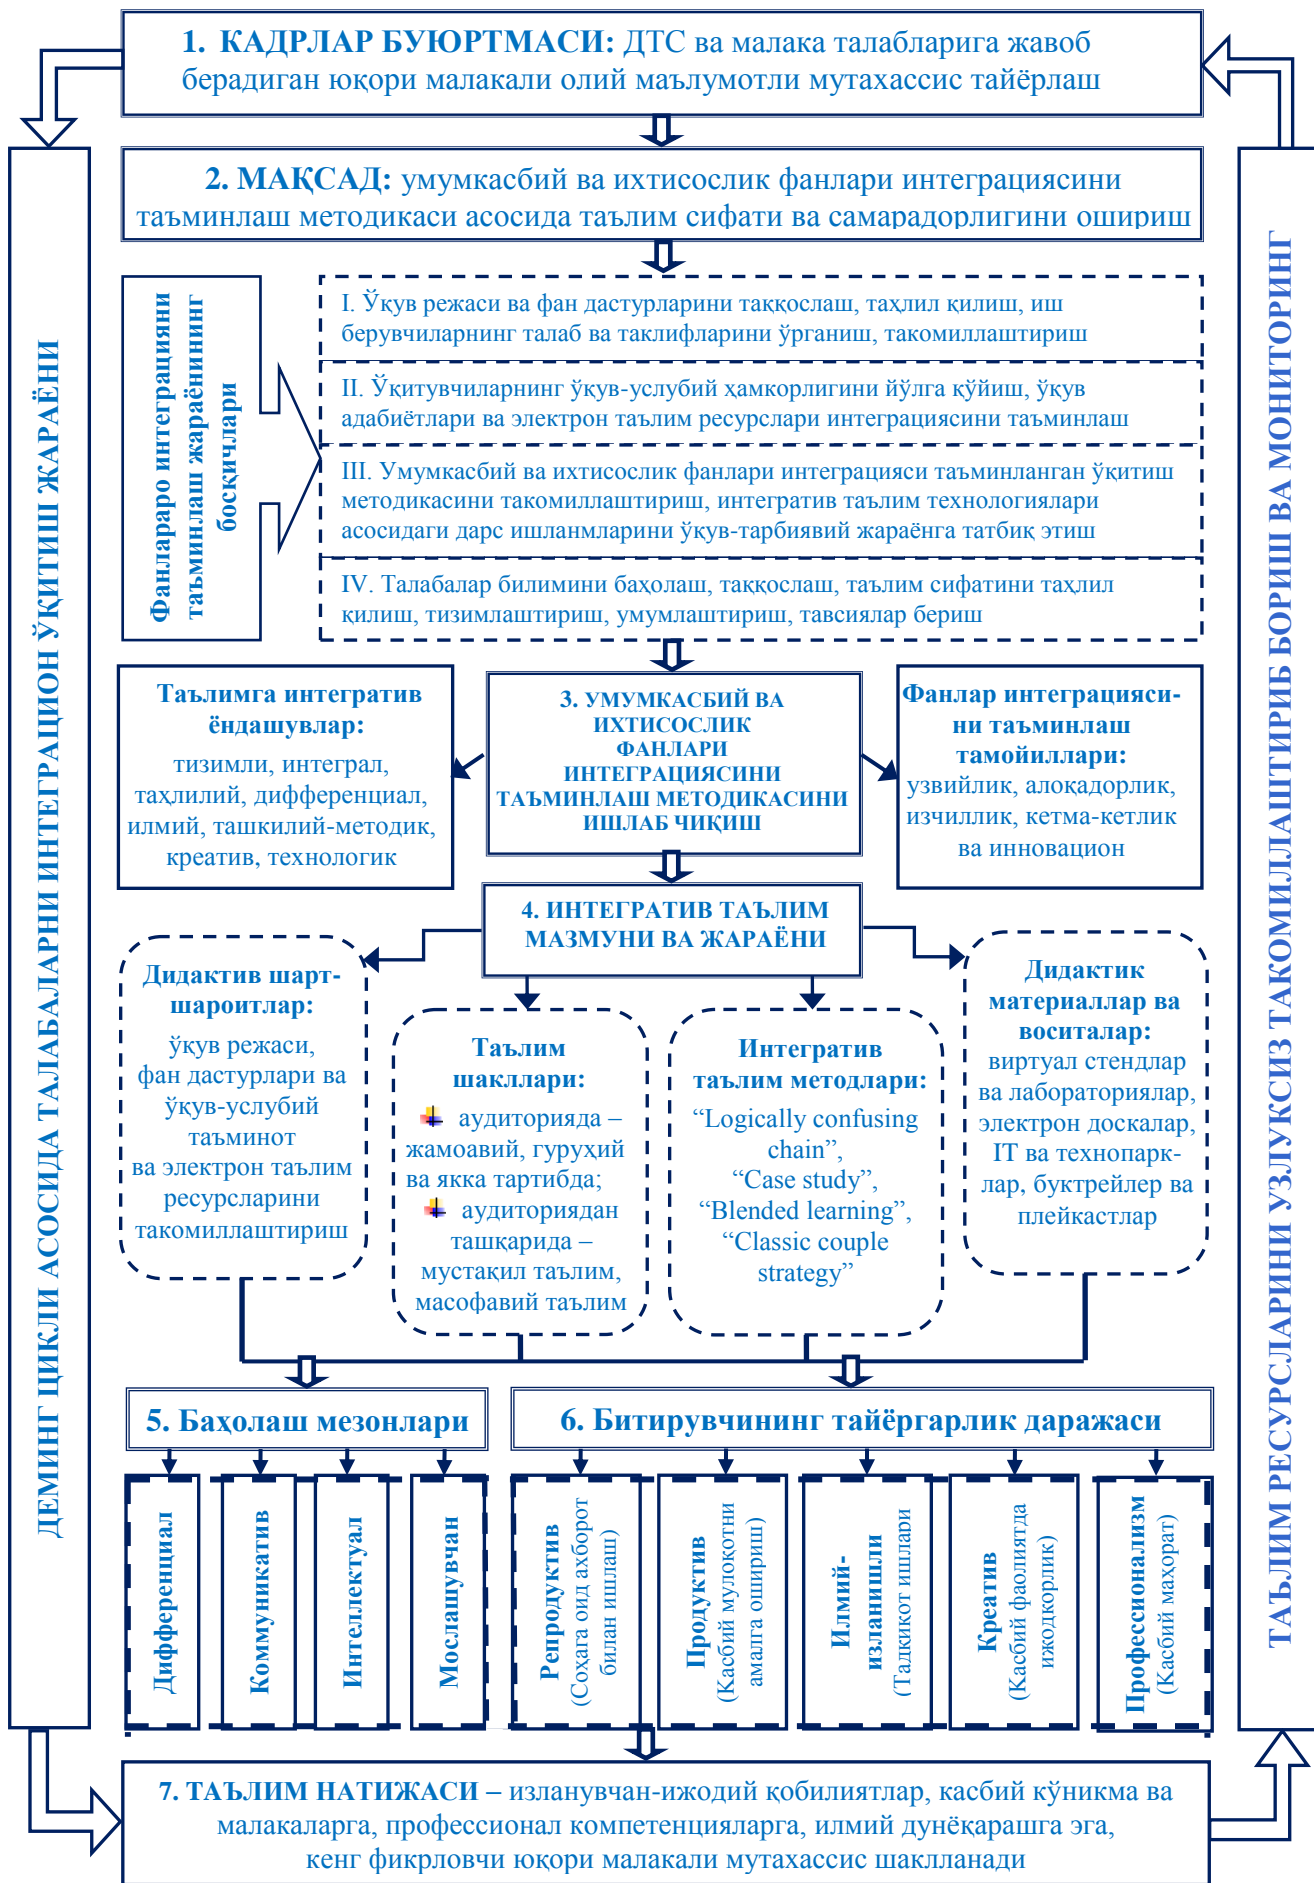 1. КАДРЛАР БУЮРТМАСИ: ДТС ва малака талабларига жавоб
берадиган юқори малакали олий маълумотли мутахассис тайёрлаш
2. МАҚСАД: умумкасбий ва ихтисослик фанлари интеграциясини
таъминлаш методикаси асосида таълим сифати ва самарадорлигини ошириш
ДЕМИНГ ЦИКЛИ АСОСИДА ТАЛАБАЛАРНИ ИНТЕГРАЦИОН ЎҚИТИШ ЖАРАЁНИ
ТАЪЛИМ РЕСУРСЛАРИНИ УЗЛУКСИЗ ТАКОМИЛЛАШТИРИБ БОРИШ ВА МОНИТОРИНГ
Фанлараро интеграцияни
таъминлаш жараёнининг
босқичлари
I. Ўқув режаси ва фан дастурларини таққослаш, таҳлил қилиш, иш
берувчиларнинг талаб ва таклифларини ўрганиш, такомиллаштириш
II. Ўқитувчиларнинг ўқув-услубий ҳамкорлигини йўлга қўйиш, ўқув
адабиётлари ва электрон таълим ресурслари интеграциясини таъминлаш
III. Умумкасбий ва ихтисослик фанлари интеграцияси таъминланган ўқитиш
методикасини такомиллаштириш, интегратив таълим технологиялари
асосидаги дарс ишланмларини ўқув-тарбиявий жараёнга татбиқ этиш
IV. Талабалар билимини баҳолаш, таққослаш, таълим сифатини таҳлил
қилиш, тизимлаштириш, умумлаштириш, тавсиялар бериш
Таълимга интегратив
ёндашувлар:
тизимли, интеграл,
таҳлилий, дифференциал,
илмий, ташкилий-методик,
креатив, технологик
3. УМУМКАСБИЙ ВА
ИХТИСОСЛИК
ФАНЛАРИ
ИНТЕГРАЦИЯСИНИ
ТАЪМИНЛАШ МЕТОДИКАСИНИ
ИШЛАБ ЧИҚИШ
Фанлар интеграцияси-
ни таъминлаш
тамойиллари:
узвийлик, алоқадорлик,
изчиллик, кетма-кетлик
ва инновацион
4. ИНТЕГРАТИВ ТАЪЛИМ
МАЗМУНИ ВА ЖАРАЁНИ
Дидактив шарт-
шароитлар:
ўқув режаси,
фан дастурлари ва
ўқув-услубий
таъминот
ва электрон таълим
ресурсларини
такомиллаштириш
Таълим
шакллари:
аудиторияда –
жамоавий, гуруҳий
ва якка тартибда;
аудиториядан
ташқарида –
мустақил таълим,
масофавий таълим
Интегратив
таълим методлари:
“Logically confusing
chain”,
“Case study”,
“Blended learning”,
“Classic couple
strategy”
Дидактик
материаллар ва
воситалар:
виртуал стендлар
ва лабораториялар,
электрон доскалар,
IT ва технопарк-
лар, буктрейлер ва
плейкастлар
5. Баҳолаш мезонлари
6. Битирувчининг тайёргарлик даражаси
Дифференциал
Коммуникатив
Интеллектуал
Мослашувчан
Репродуктив
(Соҳага оид ахборот
билан ишлаш)
Продуктив
(Касбий мулоқотни
амалга ошириш)
Илмий-
изланишли
(Тадқиқот ишлари
Креатив
(Касбий фаолиятда
ижодкорлик)
Профессионализм
(Касбий маҳорат)
7. ТАЪЛИМ НАТИЖАСИ – изланувчан-ижодий қобилиятлар, касбий кўникма ва
малакаларга, профессионал компетенцияларга, илмий дунёқарашга эга,
кенг фикрловчи юқори малакали мутахассис шаклланади